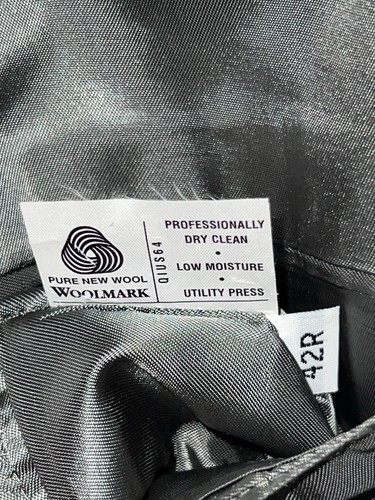 PURE NEW WOOL
WOOLMARK
QIUS64
PROFESSIONALLY
DRY CLEAN
•
LOW MOISTURE
•
UTILITY PRESS
42R